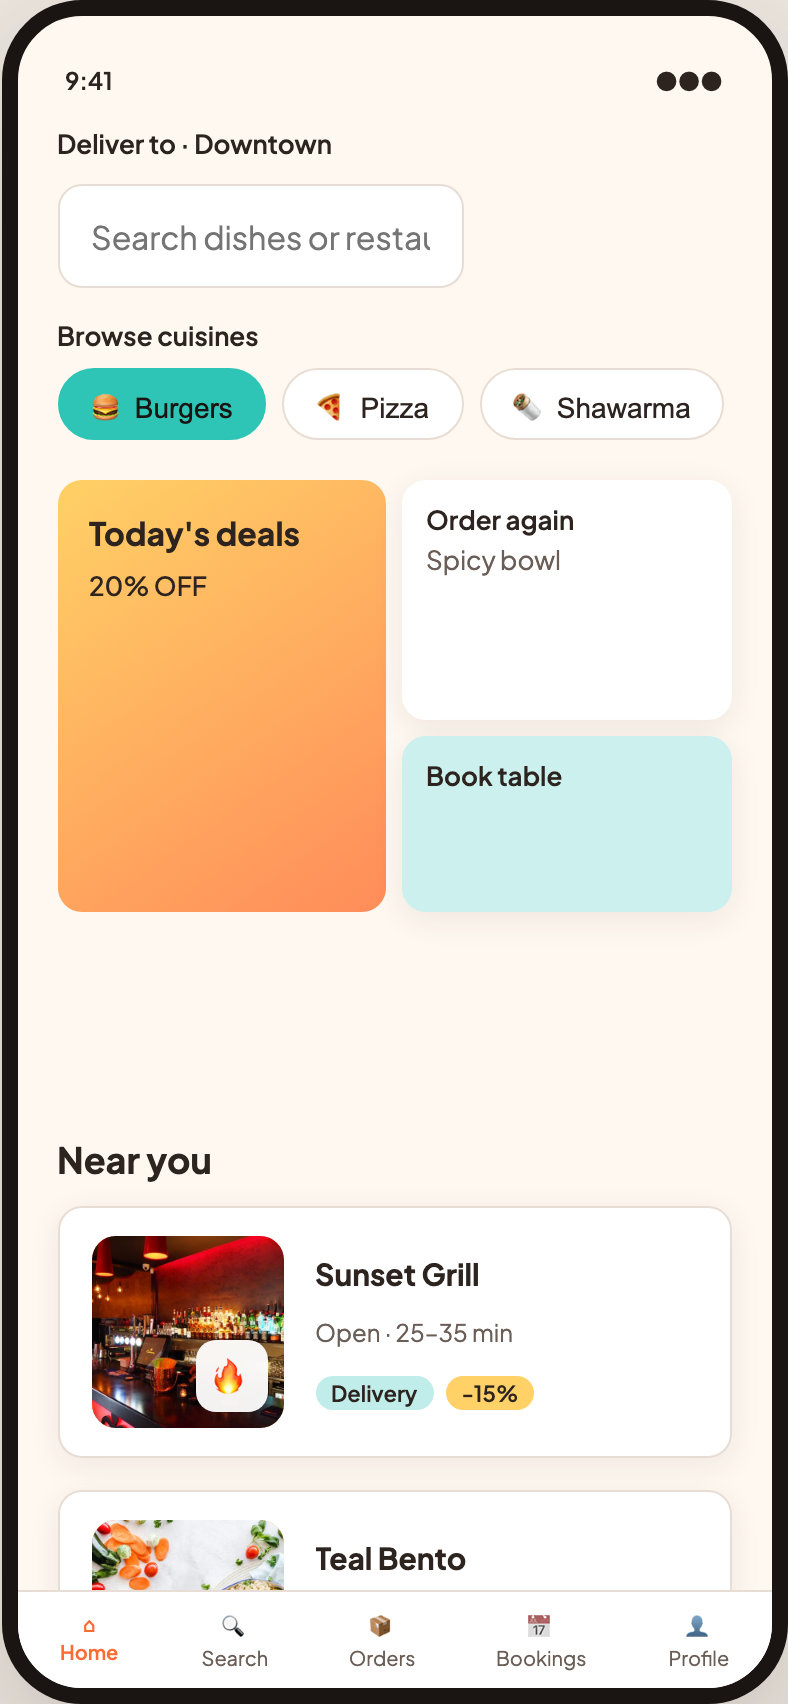 9:41
Deliver to · Downtown
Search dishes or restau
Browse cuisines
Burgers
Pizza
Shawarma
Today's deals
20% OFF
Order again
Spicy bowl
Book table
Near you
Sunset Grill
Open · 25–35 min
Delivery
-15%
Teal Bento
17
Home
Search
Orders
Bookings
Profile